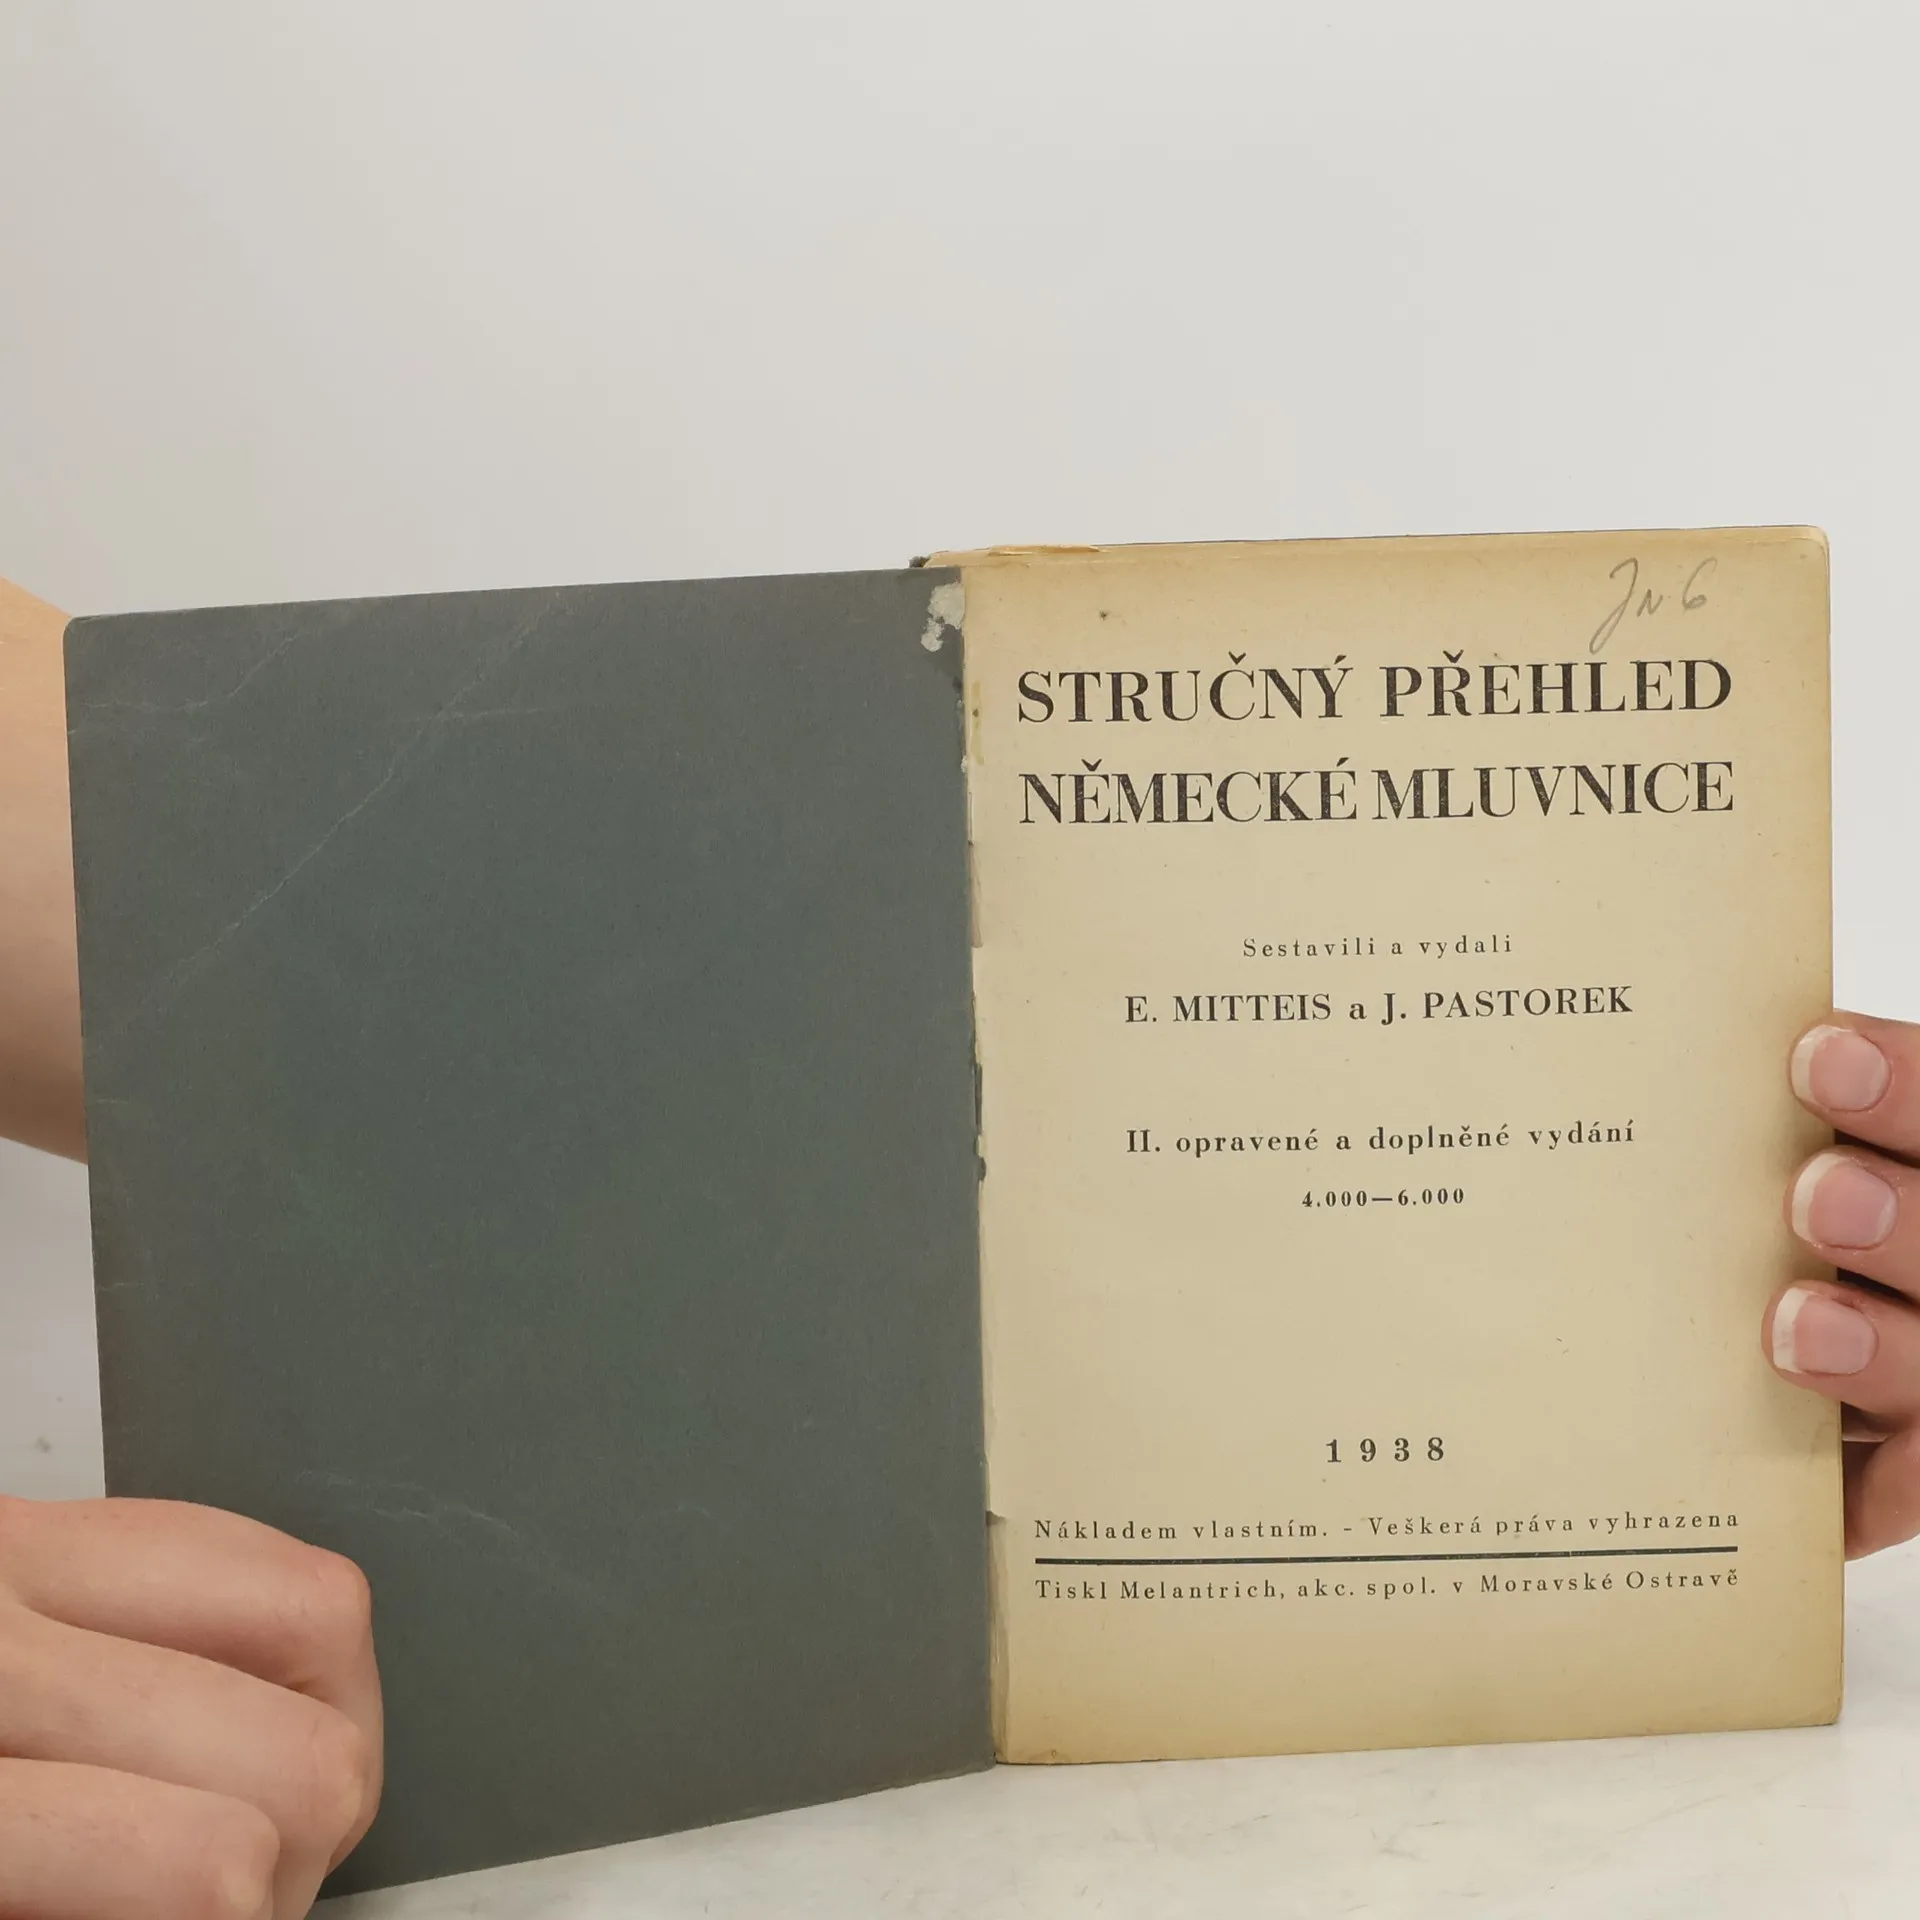 STRUČNÝ PŘEHLED
NĚMECKÉ MLUVNICE
Sestavili a vydali
E. MITTEIS a J. PASTOREK
II. opravené a doplněné vydání
4.000—6.000
1938
Nákladem vlastním. - Veškerá práva vyhrazena
Tiskl Melantrich, akc. spol. v Moravské Ostravě